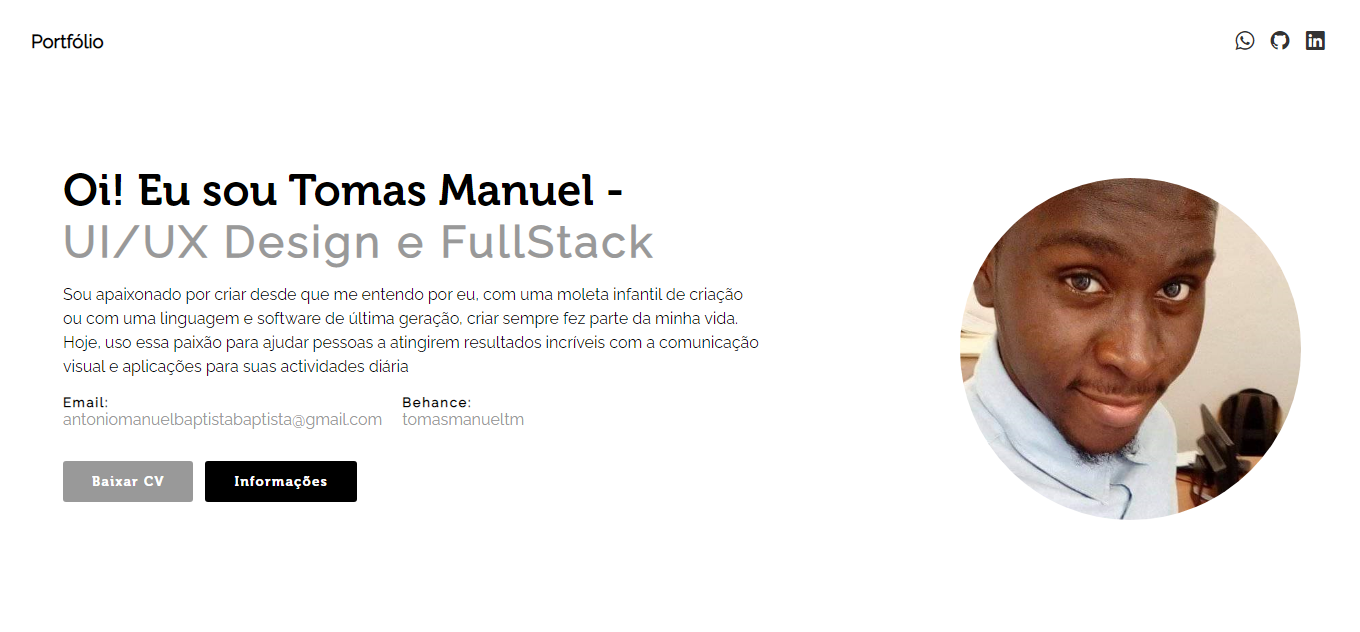 Portfólio
Oi! Eu sou Tomas Manuel -
UI/UX Design e FullStack
Sou apaixonado por criar desde que me entendo por eu, com uma moleta infantil de criação
ou com uma linguagem e software de última geração, criar sempre fez parte da minha vida.
Hoje, uso essa paixão para ajudar pessoas a atingirem resultados incríveis com a comunicação
visual e aplicações para suas actividades diária
Email: Behance:
antoniomanuelbaptistabaptista@gmail.com tomasmanueltm
Baixar CV Informações